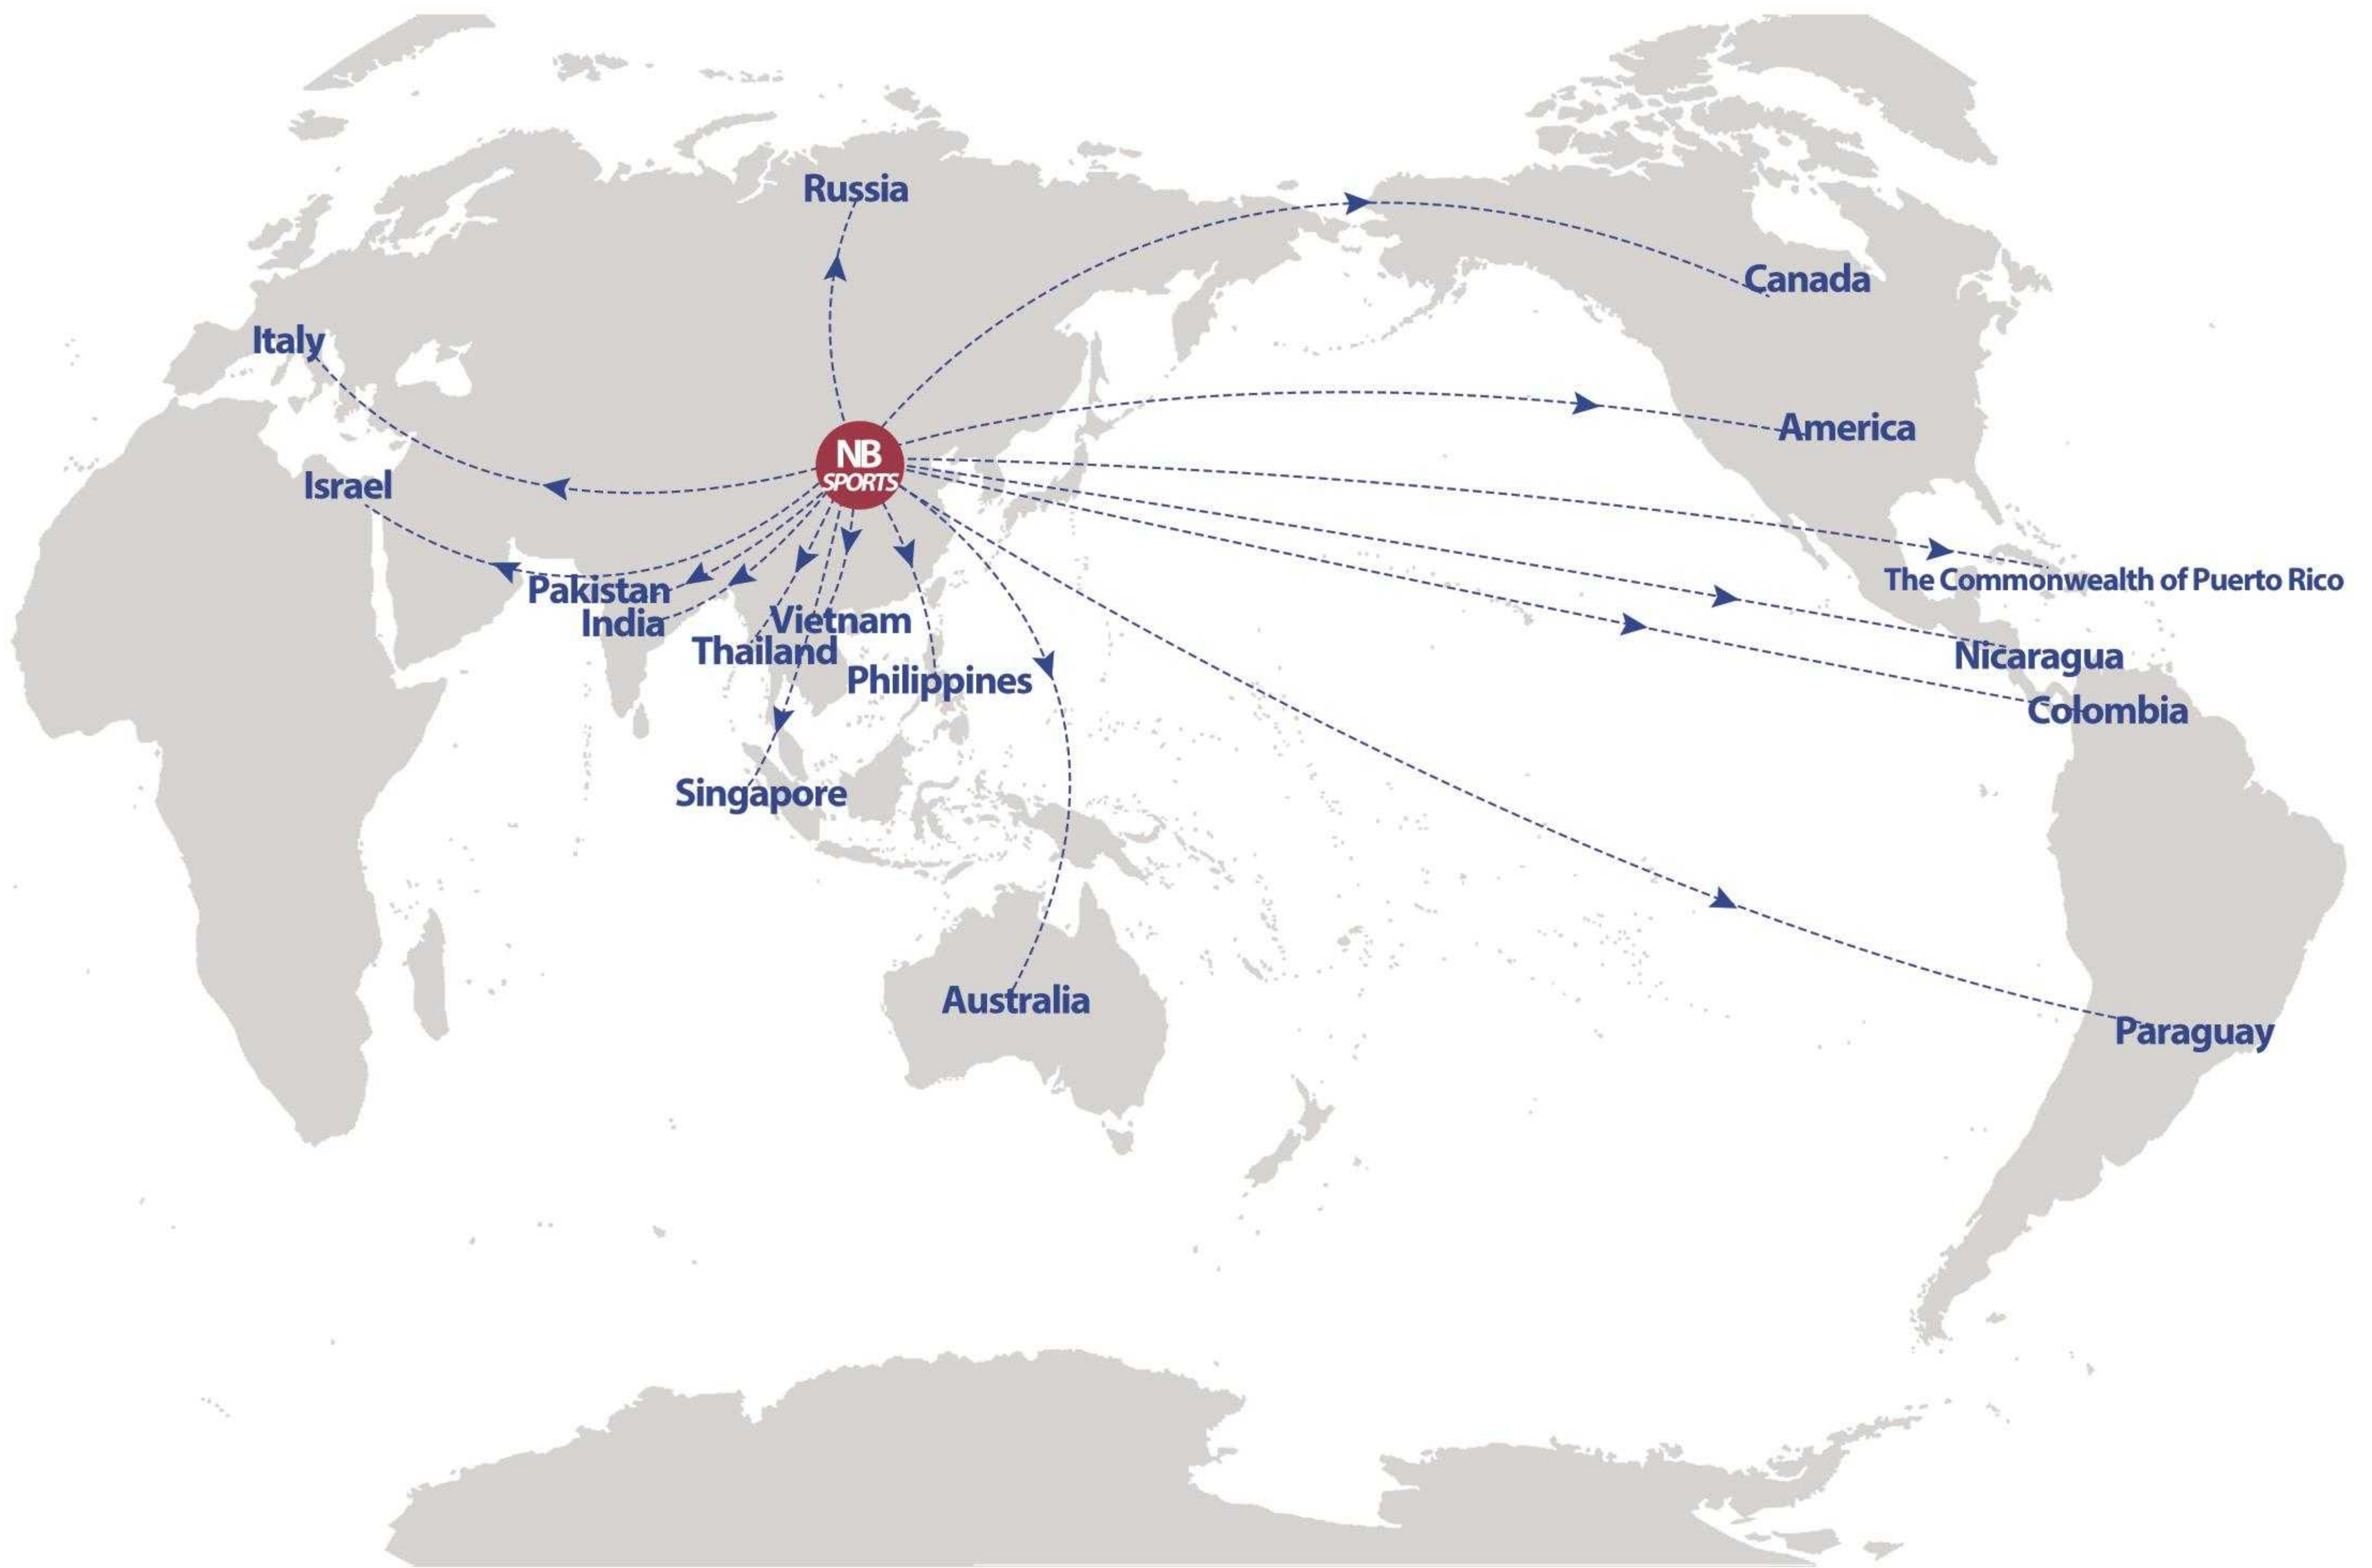 Russia
Canada
Italy
America
NB
SPORTS
Israel
The Commonwealth of Puerto Rico
Pakistan
India
Vietnam
Thailand
Nicaragua
Philippines
Colombia
Singapore
Australia
Paraguay